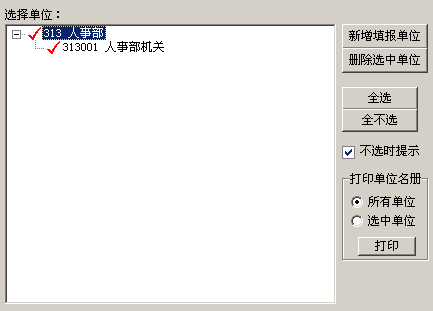 选择单位：
313 人事部
313001 人事部机关
新增填报单位
删除选中单位
全选
全不选
不选时提示
打印单位名册
所有单位
选中单位
打印